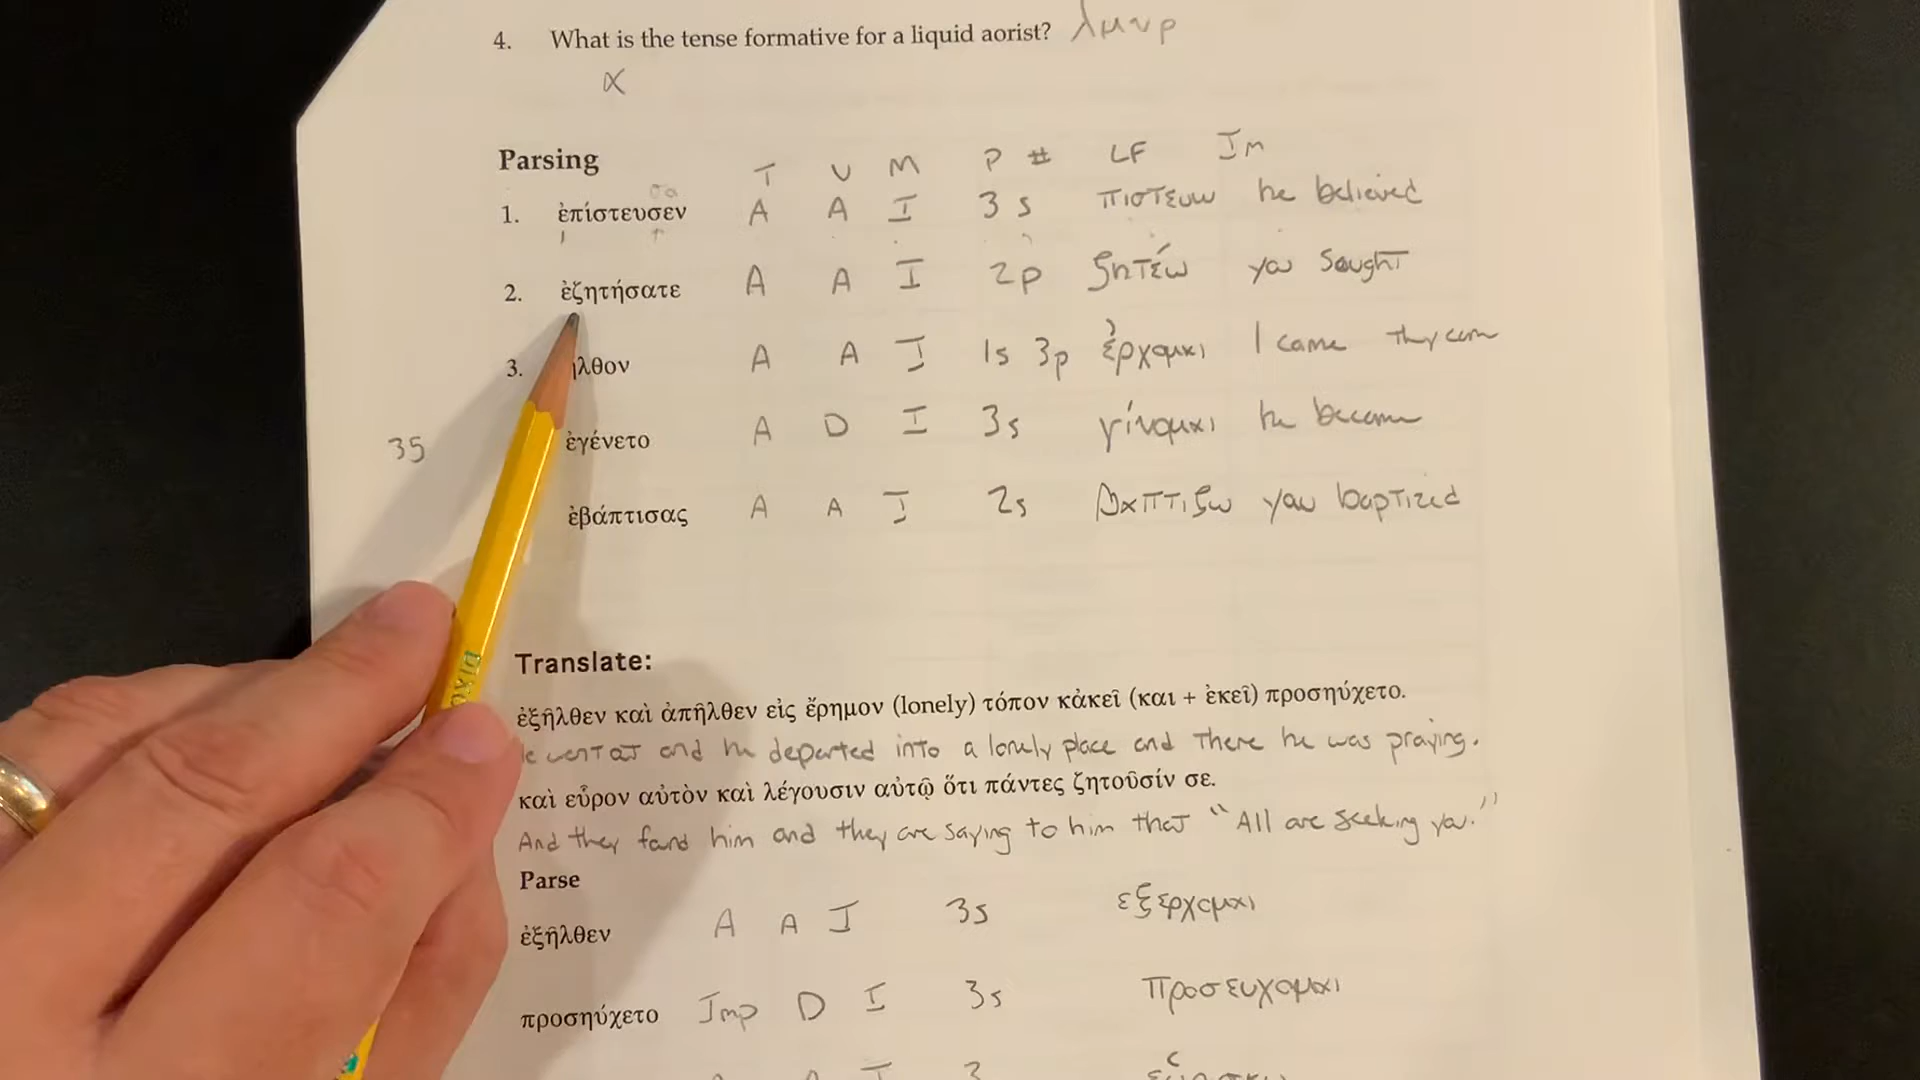 4. What is the tense formative for a liquid aorist? λμνρ
α
Parsing T V M P # LF Im
σα
1. ἐπίστευσεν A A I 3 s πιστευω he believed
2. ἐζητήσατε A A I 2p ζητέω you sought
3. λθον A A I 1s 3p ἔρχομαι I came They came
35 ἐγένετο A D I 3s γίνομαι he became
ἐβάπτισας A A I 2s βαπτιζω you baptized
Translate:
ἐξῆλθεν καὶ ἀπῆλθεν εἰς ἔρημον (lonely) τόπον κἀκεῖ (και + ἐκεῖ) προσηύχετο.
went out and he departed into a lonely place and there he was praying.
καὶ εὗρον αὐτὸν καὶ λέγουσιν αὐτῷ ὅτι πάντες ζητοῦσίν σε.
And they found him and they are saying to him that "All are seeking you."
Parse
ἐξῆλθεν A A I 3s εξερχομαι
προσηύχετο Imp D I 3s προσευχομαι